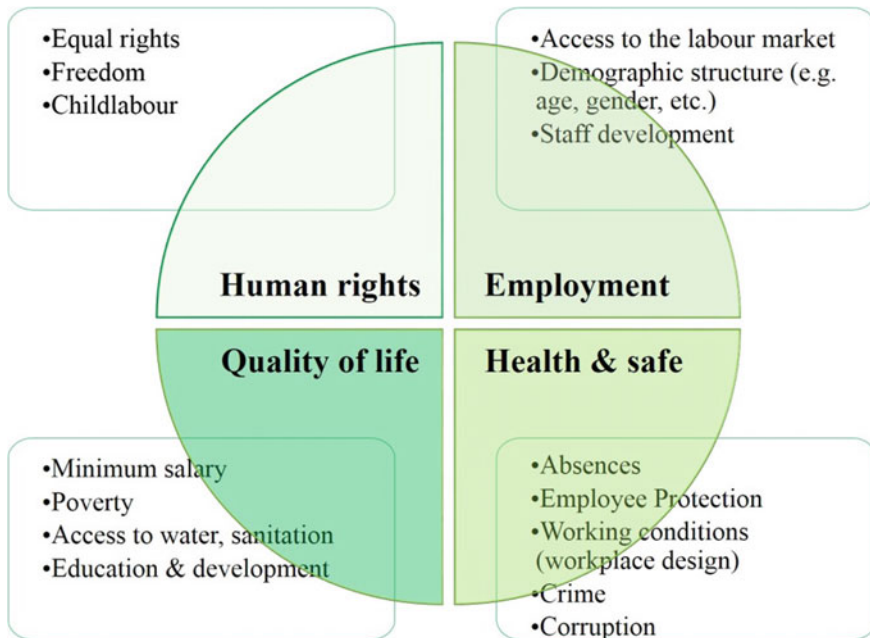 •Equal rights
•Freedom
•Childlabour
•Access to the labour market
•Demographic structure (e.g.
age, gender, etc.)
•Staff development
Human rights
Employment
Quality of life
Health & safe
•Minimum salary
•Poverty
•Access to water, sanitation
•Education & development
•Absences
•Employee Protection
•Working conditions
(workplace design)
•Crime
•Corruption